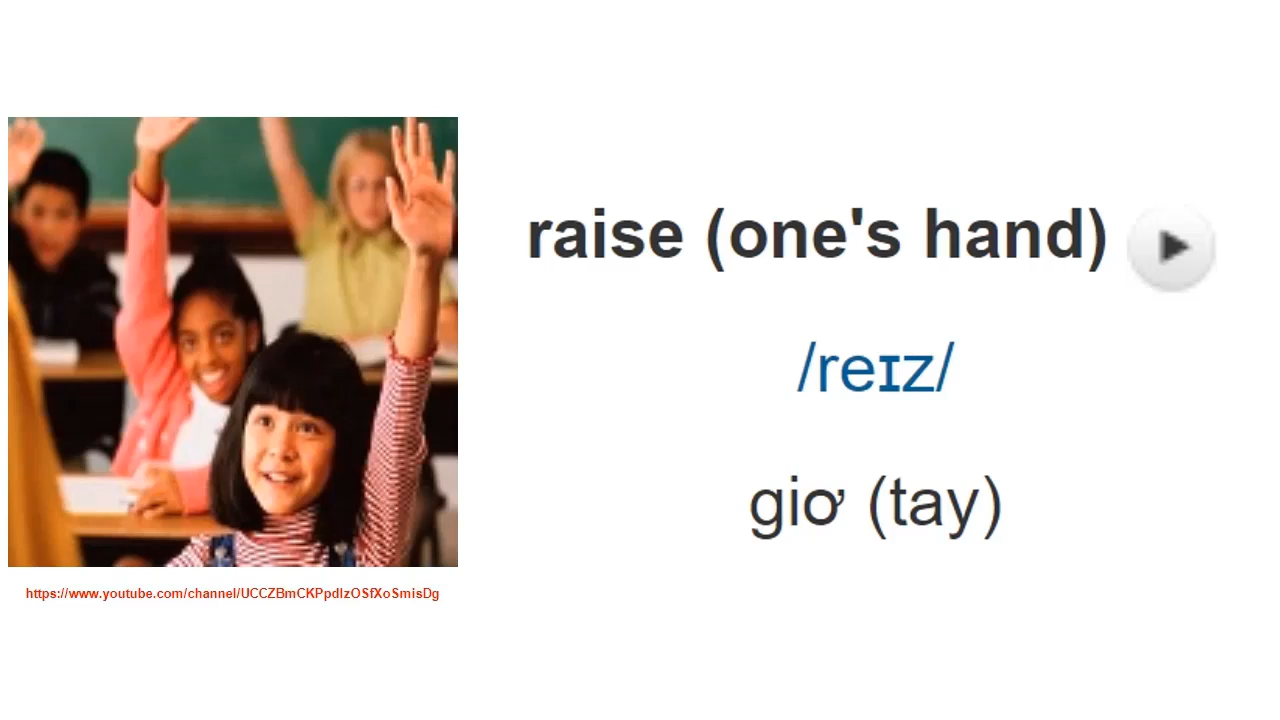 raise (one's hand)
/reɪz/
giơ (tay)
https://www.youtube.com/channel/UCCZBmCKPpdIzOSfXoSmisDg